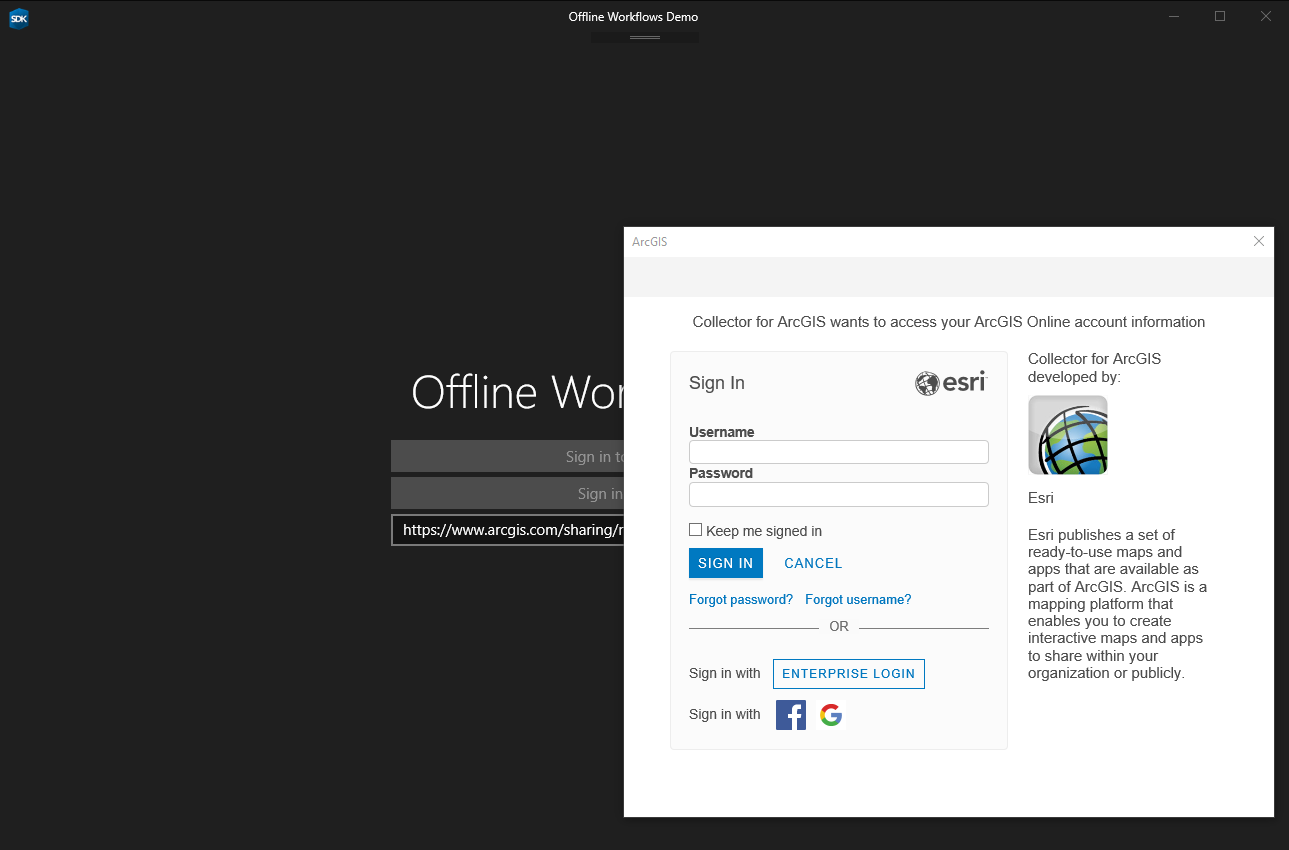 SDK
Offline Workflows Demo
ArcGIS
Collector for ArcGIS wants to access your ArcGIS Online account information
Sign In
esri
Username
Password
Keep me signed in
SIGN IN CANCEL
Forgot password? Forgot username?
OR
Sign in with ENTERPRISE LOGIN
Sign in with
Collector for ArcGIS
developed by:
Esri
Esri publishes a set of
ready-to-use maps and
apps that are available as
part of ArcGIS. ArcGIS is a
mapping platform that
enables you to create
interactive maps and apps
to share within your
organization or publicly.
Offline
Sign in
Sign in
https://www.arcgis.com/sharing/